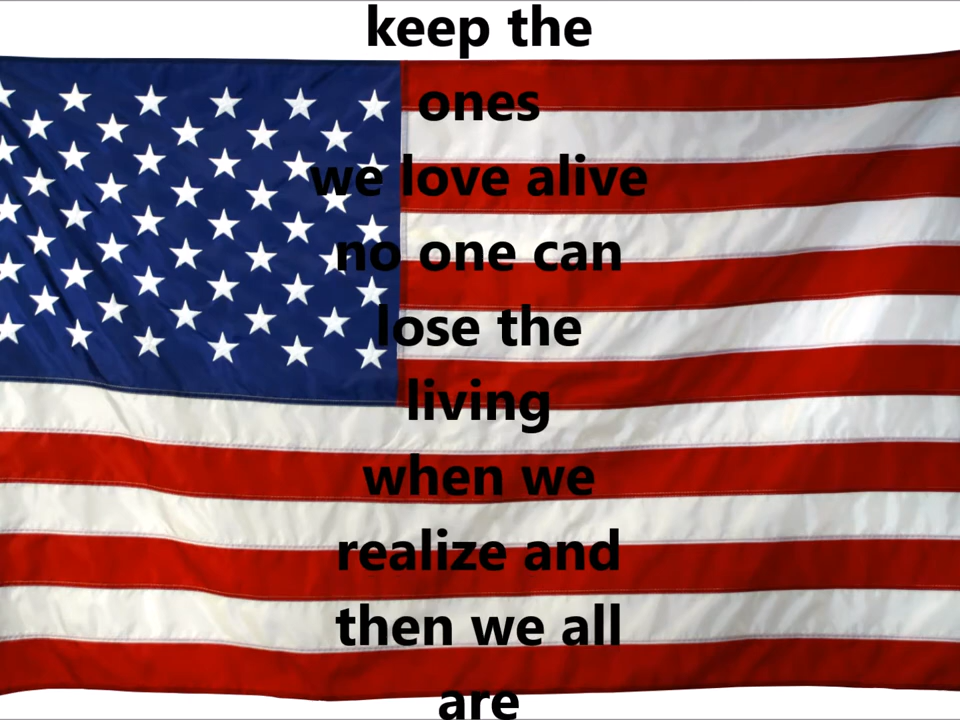 keep the
ones
we love alive
no one can
lose the
living
when we
realize and
then we all
are